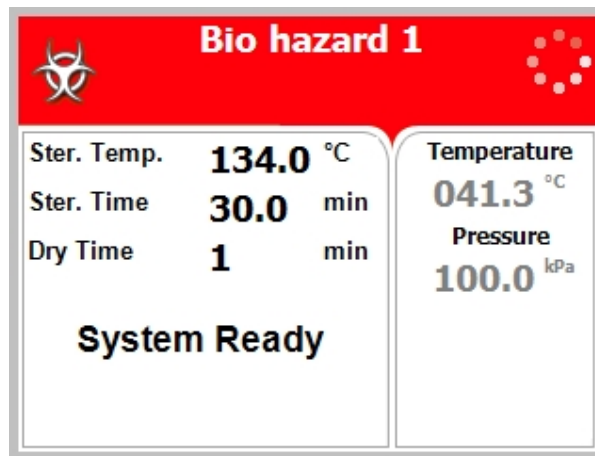 Bio hazard 1
Ster. Temp. 134.0 °C
Ster. Time 30.0 min
Dry Time 1 min
System Ready
Temperature
041.3 °C
Pressure
100.0 kPa